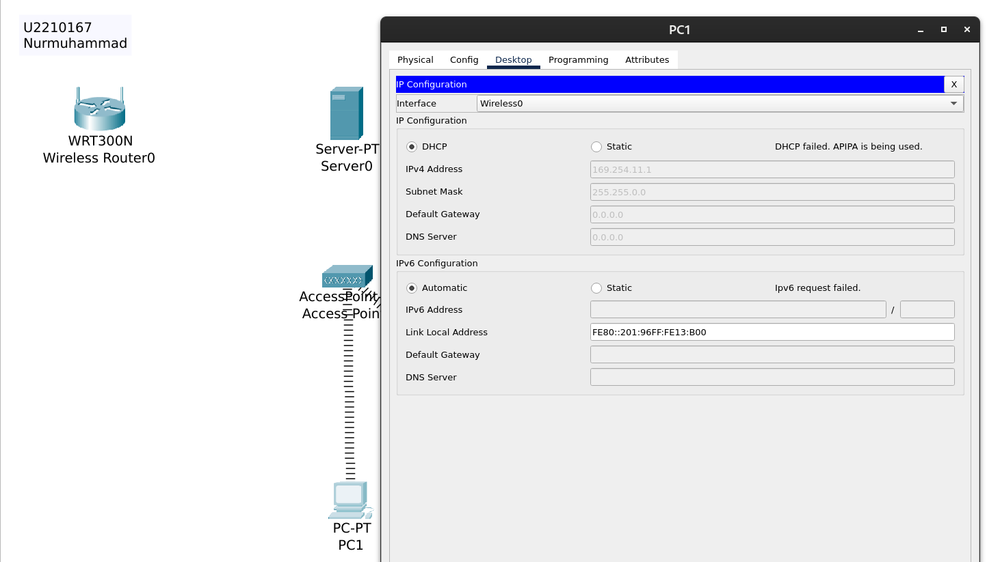 U2210167
Nurmuhammad
WRT300N
Wireless Router0
Server-PT
Server0
AccessPoint-
Access Poin
PC-PT
PC1
PC1
Physical
Config
Desktop
Programming
Attributes
IP Configuration
X
Interface
Wireless0
IP Configuration
DHCP
Static
DHCP failed. APIPA is being used.
IPv4 Address
169.254.11.1
Subnet Mask
255.255.0.0
Default Gateway
0.0.0.0
DNS Server
0.0.0.0
IPv6 Configuration
Automatic
Static
Ipv6 request failed.
IPv6 Address
/
Link Local Address
FE80::201:96FF:FE13:B00
Default Gateway
DNS Server